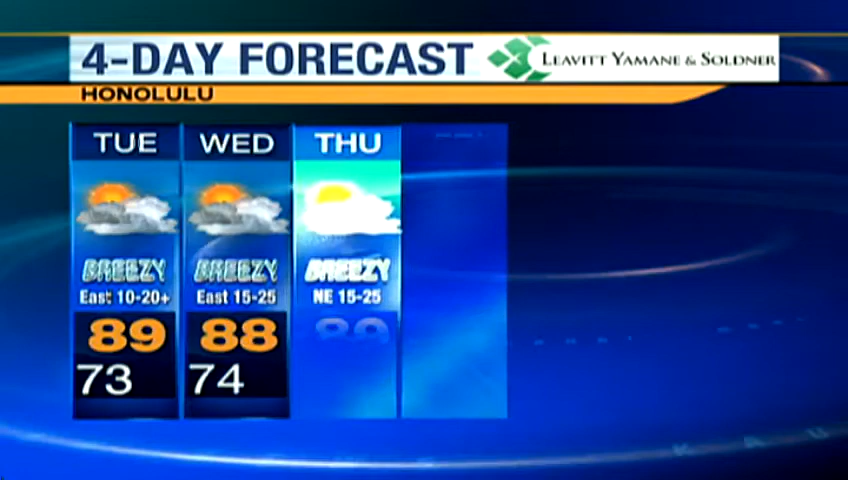 4-DAY FORECAST
LEAVITT YAMANE & SOLDNER
HONOLULU
TUE WED THU
BREEZY BREEZY BREEZY
East 10-20+ East 15-25 NE 15-25
89 88
73 74